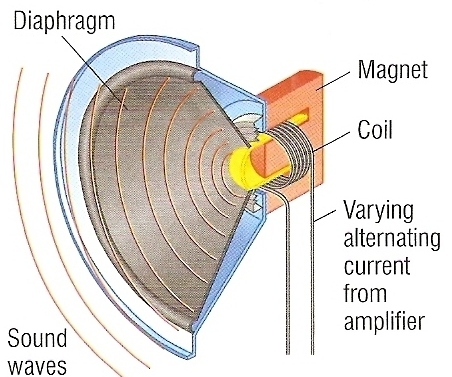 Diaphragm
Magnet
Coil
Varying
alternating
current
from
amplifier
Sound
waves